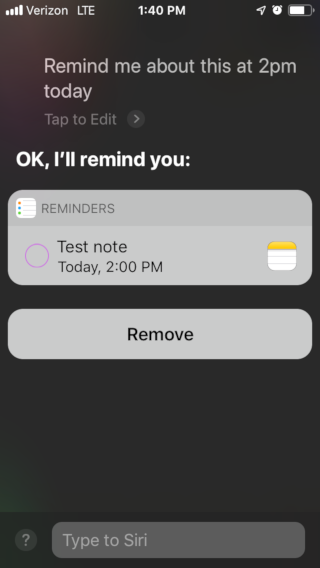 Verizon LTE 1:40 PM
Remind me about this at 2pm
today
Tap to Edit
OK, I'll remind you:
REMINDERS
Test note
Today, 2:00 PM
Remove
? Type to Siri